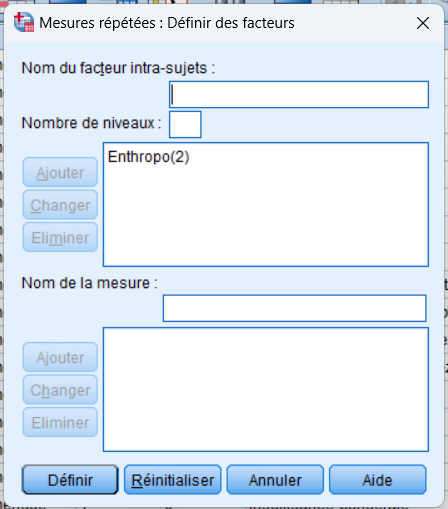 Mesures répétées : Définir des facteurs
Nom du facteur intra-sujets :
Nombre de niveaux :
Ajouter
Changer
Eliminer
Enthropo(2)
Nom de la mesure :
Ajouter
Changer
Eliminer
Définir
Réinitialiser
Annuler
Aide